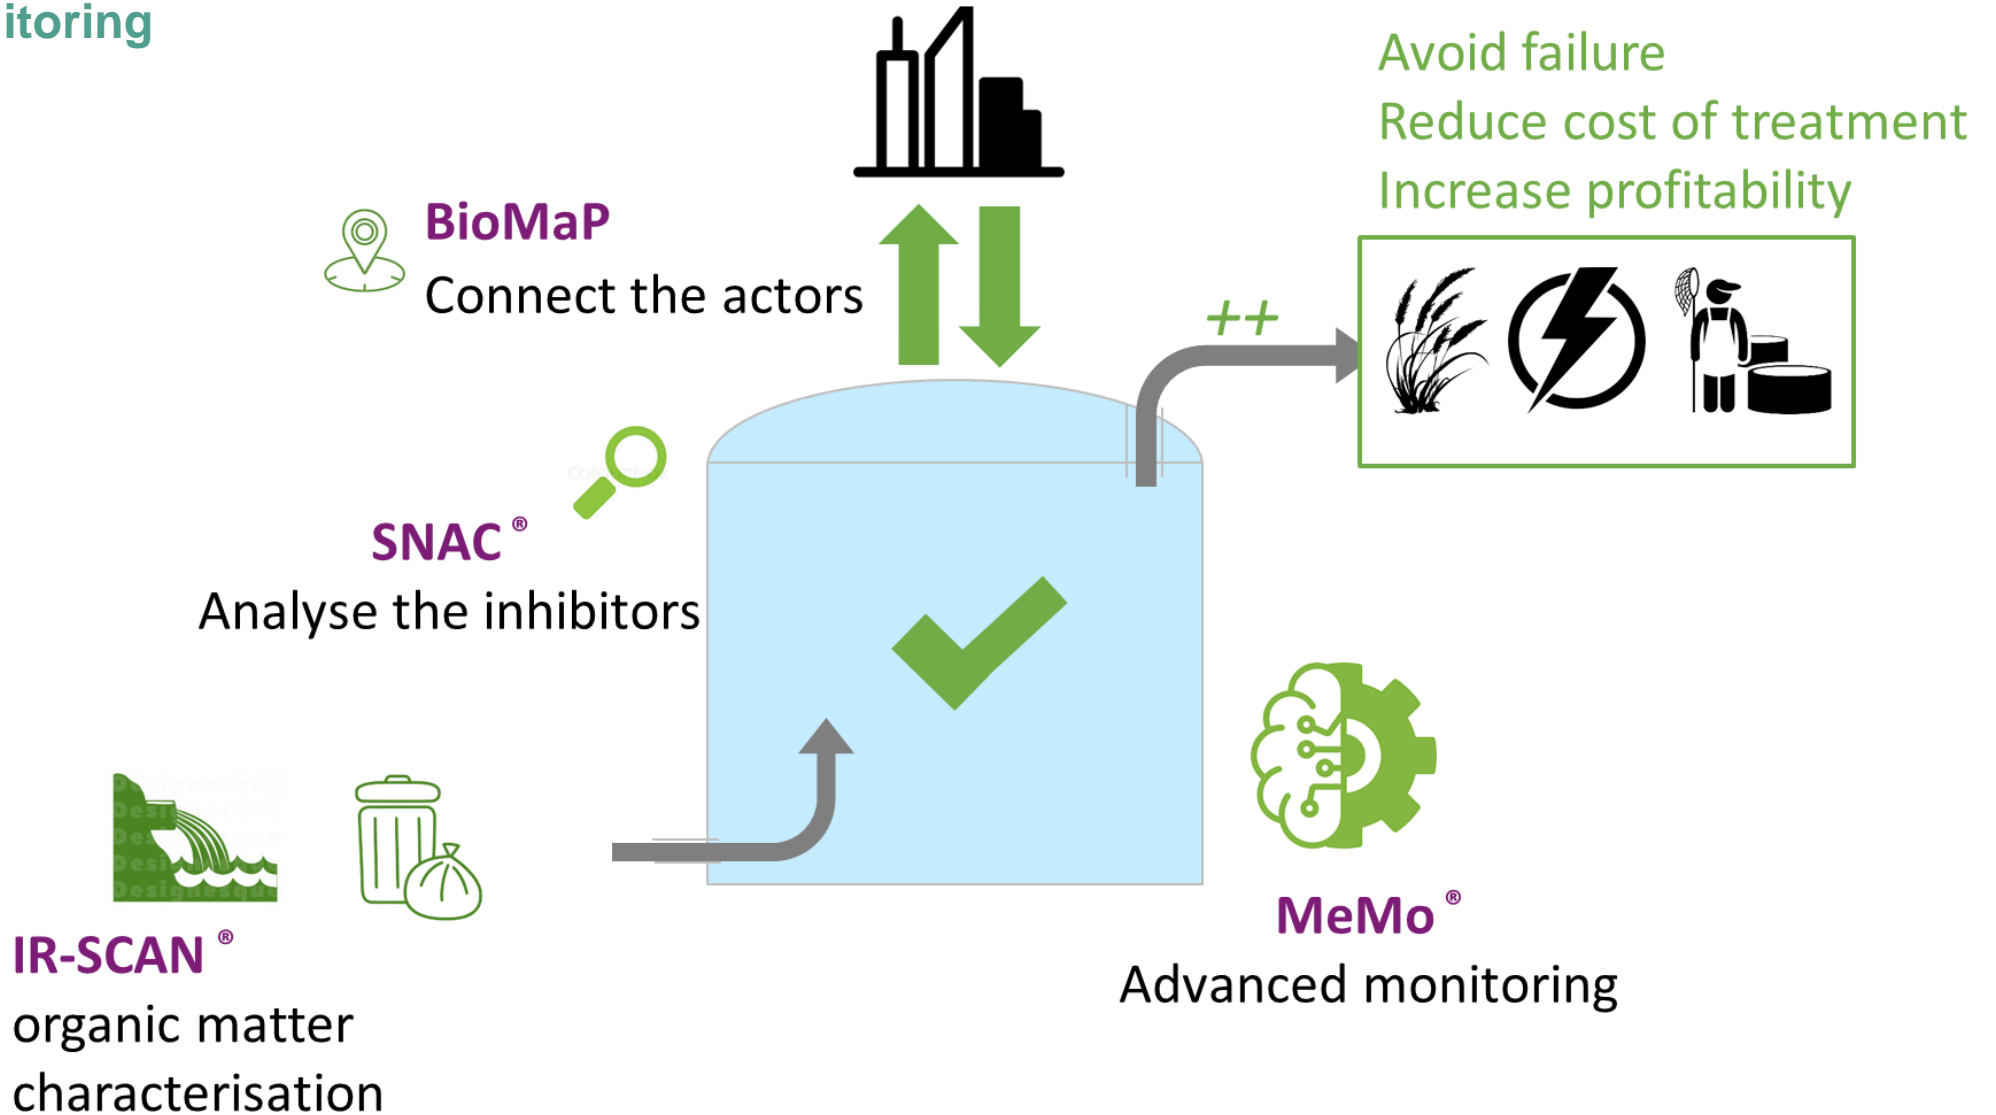 itoring
Avoid failure
Reduce cost of treatment
Increase profitability
BioMaP
Connect the actors
++
SNAC ®
Analyse the inhibitors
IR-SCAN ®
organic matter
characterisation
MeMo ®
Advanced monitoring